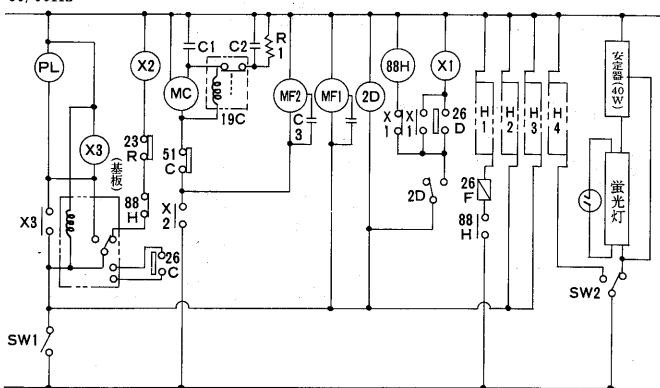 PL
X3
(基板)
X3
26
C
SW1
X2
23
R
88
H
MC
C1
C2
R
1
19C
51
C
X
2
MF2
C
3
MF1
2D
88H
X1
X
1
X
1
26
D
2D
H
1
H
2
H
3
H
4
26
F
88
H
安定器(40W)
蛍光灯
SW2